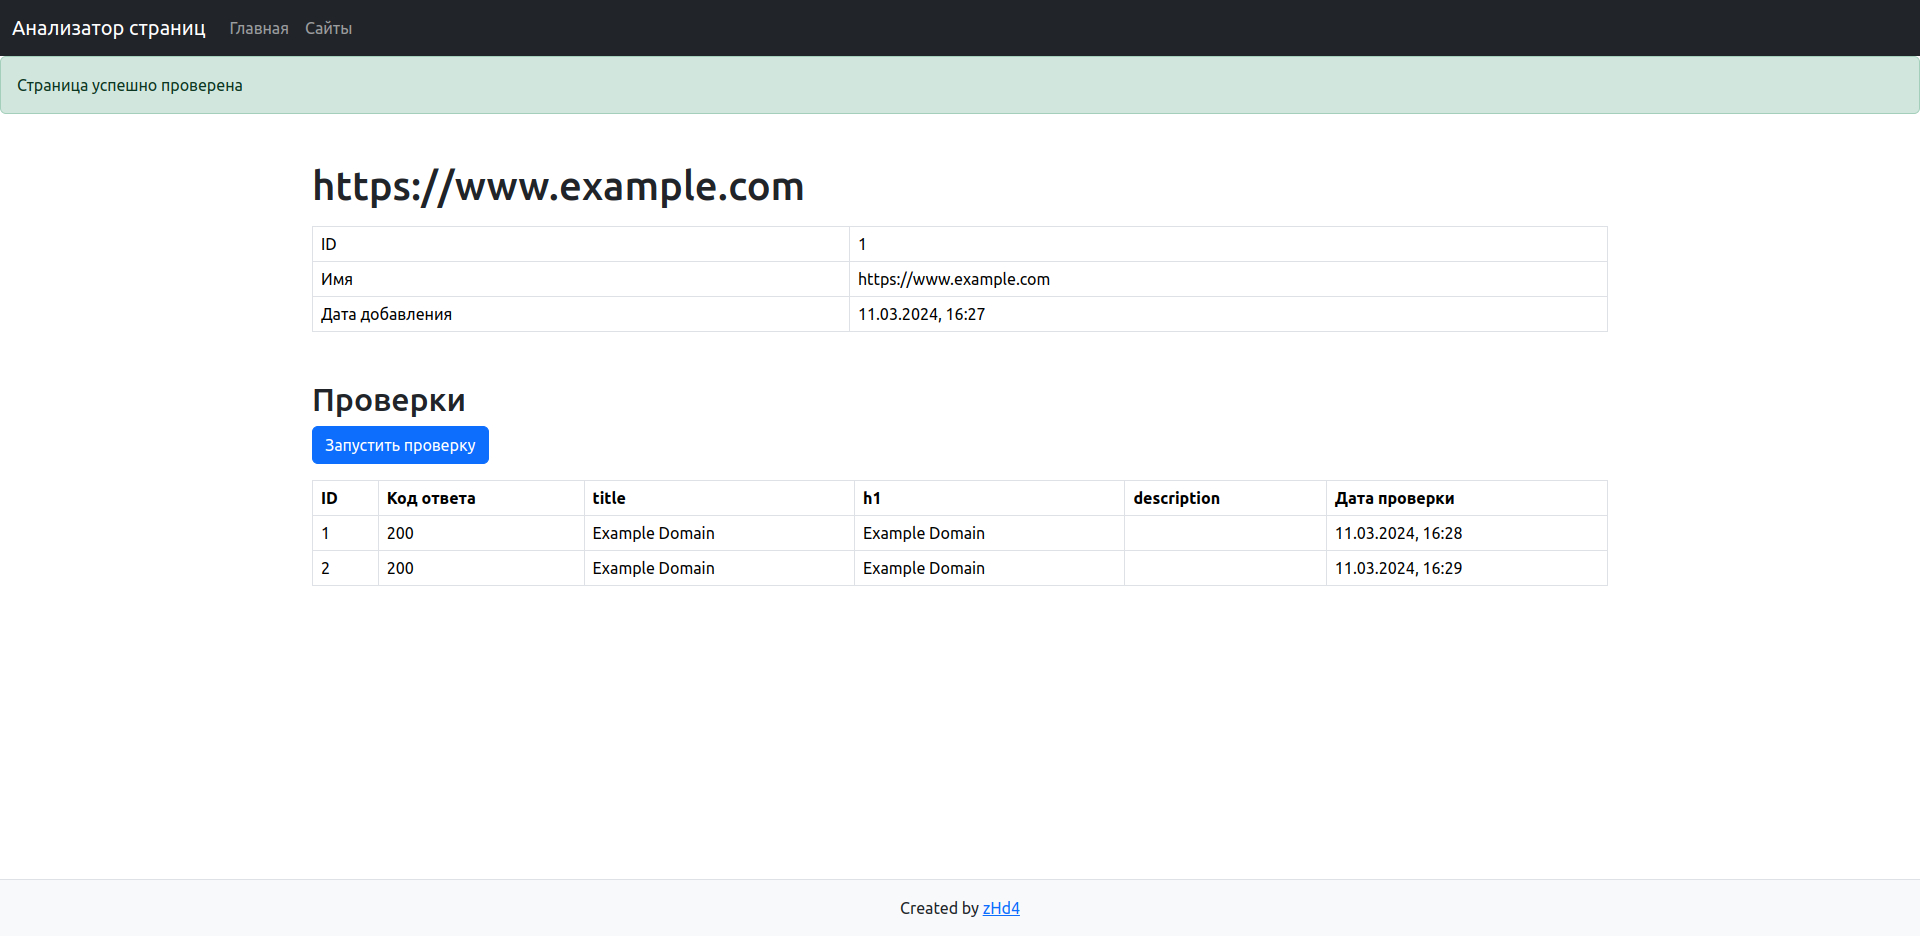 Анализатор страниц Главная Сайты
Страница успешно проверена
https://www.example.com
ID 1
Имя https://www.example.com
Дата добавления 11.03.2024, 16:27
Проверки
Запустить проверку
ID Код ответа title h1 description Дата проверки
1 200 Example Domain Example Domain 11.03.2024, 16:28
2 200 Example Domain Example Domain 11.03.2024, 16:29
Created by zHd4